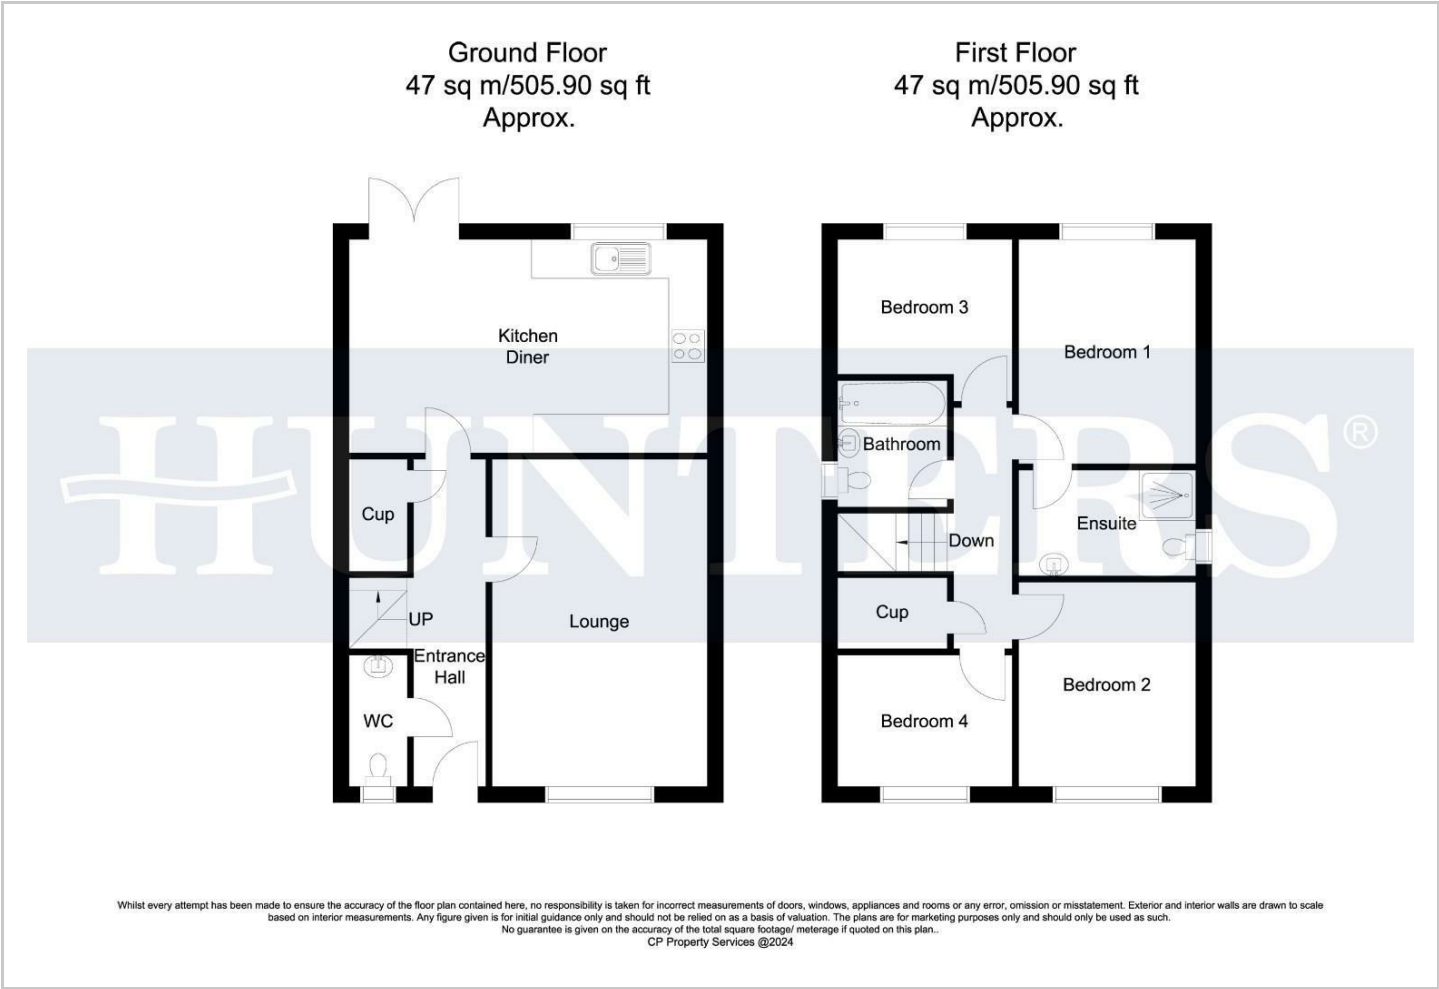 Ground Floor
47 sq m/505.90 sq ft
Approx.
First Floor
47 sq m/505.90 sq ft
Approx.
Kitchen
Diner
Cup
UP
Entrance
Hall
WC
Lounge
Bedroom 3
Bedroom 1
Bathroom
Ensuite
Down
Cup
Bedroom 2
Bedroom 4
HUNTERS®
Whilst every attempt has been made to ensure the accuracy of the floor plan contained here, no responsibility is taken for incorrect measurements of doors, windows, appliances and rooms or any error, omission or misstatement. Exterior and interior walls are drawn to scale
based on interior measurements. Any figure given is for initial guidance only and should not be relied on as a basis of valuation. The plans are for marketing purposes only and should only be used as such.
No guarantee is given on the accuracy of the total square footage/ meterage if quoted on this plan..
CP Property Services @2024